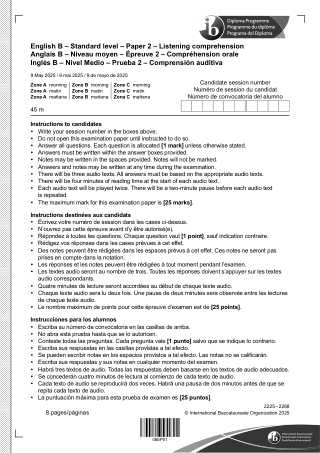 Diploma Programme
Programme du diplôme
Programa del Diploma
English B – Standard level – Paper 2 – Listening comprehension
Anglais B – Niveau moyen – Épreuve 2 – Compréhension orale
Inglés B – Nivel Medio – Prueba 2 – Comprensión auditiva
9 May 2025 / 9 mai 2025 / 9 de mayo de 2025
Zone A morning | Zone B morning | Zone C morning
Zone A matin | Zone B matin | Zone C matin
Zona A mañana | Zona B mañana | Zona C mañana
Candidate session number
Numéro de session du candidat
Número de convocatoria del alumno
45 m
Instructions to candidates
• Write your session number in the boxes above.
• Do not open this examination paper until instructed to do so.
• Answer all questions. Each question is allocated [1 mark] unless otherwise stated.
• Answers must be written within the answer boxes provided.
• Notes may be written in the spaces provided. Notes will not be marked.
• Answers and notes may be written at any time during the examination.
• There will be three audio texts. All answers must be based on the appropriate audio texts.
• There will be four minutes of reading time at the start of each audio text.
• Each audio text will be played twice. There will be a two-minute pause before each audio text
is repeated.
• The maximum mark for this examination paper is [25 marks].
Instructions destinées aux candidats
• Écrivez votre numéro de session dans les cases ci-dessus.
• N'ouvrez pas cette épreuve avant d'y être autorisé(e).
• Répondez à toutes les questions. Chaque question vaut [1 point], sauf indication contraire.
• Rédigez vos réponses dans les cases prévues à cet effet.
• Des notes peuvent être rédigées dans les espaces prévus à cet effet. Ces notes ne seront pas
prises en compte dans la notation.
• Les réponses et les notes peuvent être rédigées à tout moment pendant l'examen.
• Les textes audio seront au nombre de trois. Toutes les réponses doivent s'appuyer sur les textes audio
correspondants.
• Quatre minutes de lecture seront accordées au début de chaque texte audio.
• Chaque texte audio sera lu deux fois. Une pause de deux minutes sera observée entre les lectures
de chaque texte audio.
• Le nombre maximum de points pour cette épreuve d'examen est de [25 points].
Instrucciones para los alumnos
• Escriba su número de convocatoria en las casillas de arriba.
• No abra esta prueba hasta que se lo autoricen.
• Conteste todas las preguntas. Cada pregunta vale [1 punto] salvo que se indique lo contrario.
• Escriba sus respuestas en las casillas provistas a tal efecto.
• Se pueden escribir notas en los espacios provistos a tal efecto. Las notas no se calificarán.
• Escriba sus respuestas y sus notas en cualquier momento del examen.
• Habrá tres textos de audio. Todas las respuestas deben basarse en los textos de audio adecuados.
• Se concederán cuatro minutos de lectura al comienzo de cada texto de audio.
• Cada texto de audio se reproducirá dos veces. Habrá una pausa de dos minutos antes de que se
repita cada texto de audio.
• La puntuación máxima para esta prueba de examen es [25 puntos].
8 pages/páginas
2225 – 2268
© International Baccalaureate Organization 2025